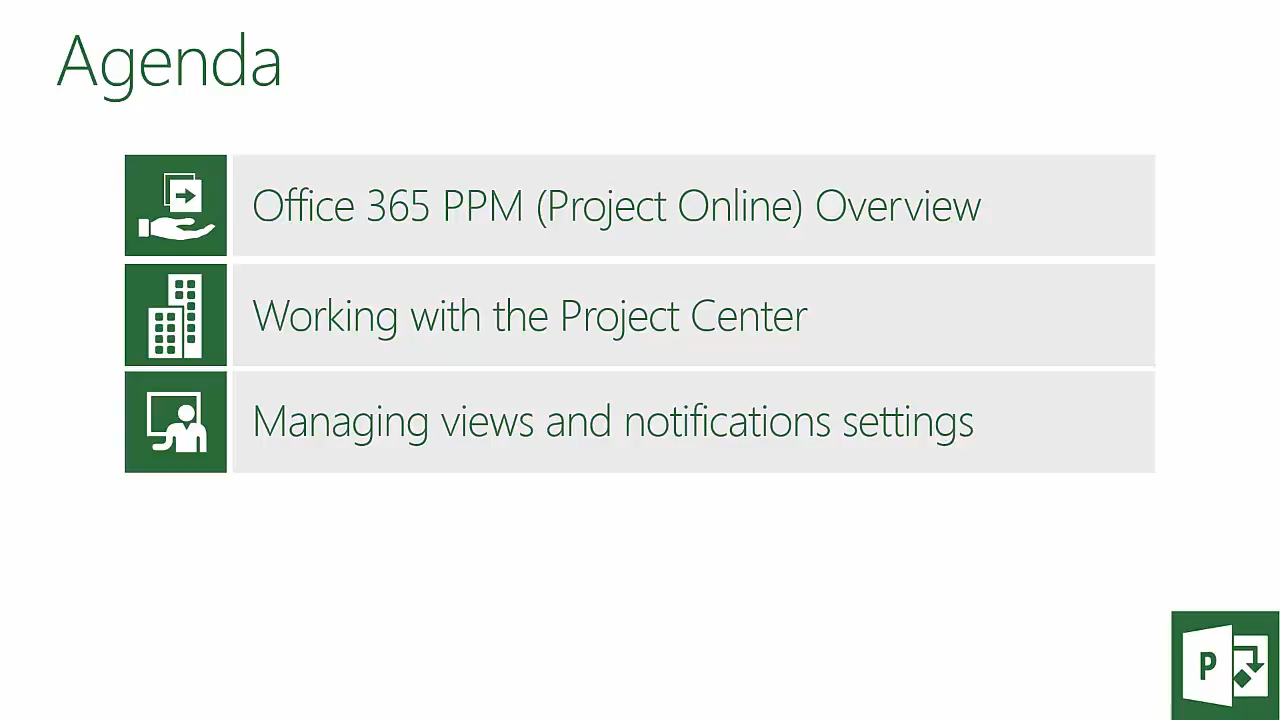 Agenda
Office 365 PPM (Project Online) Overview
Working with the Project Center
Managing views and notifications settings
P